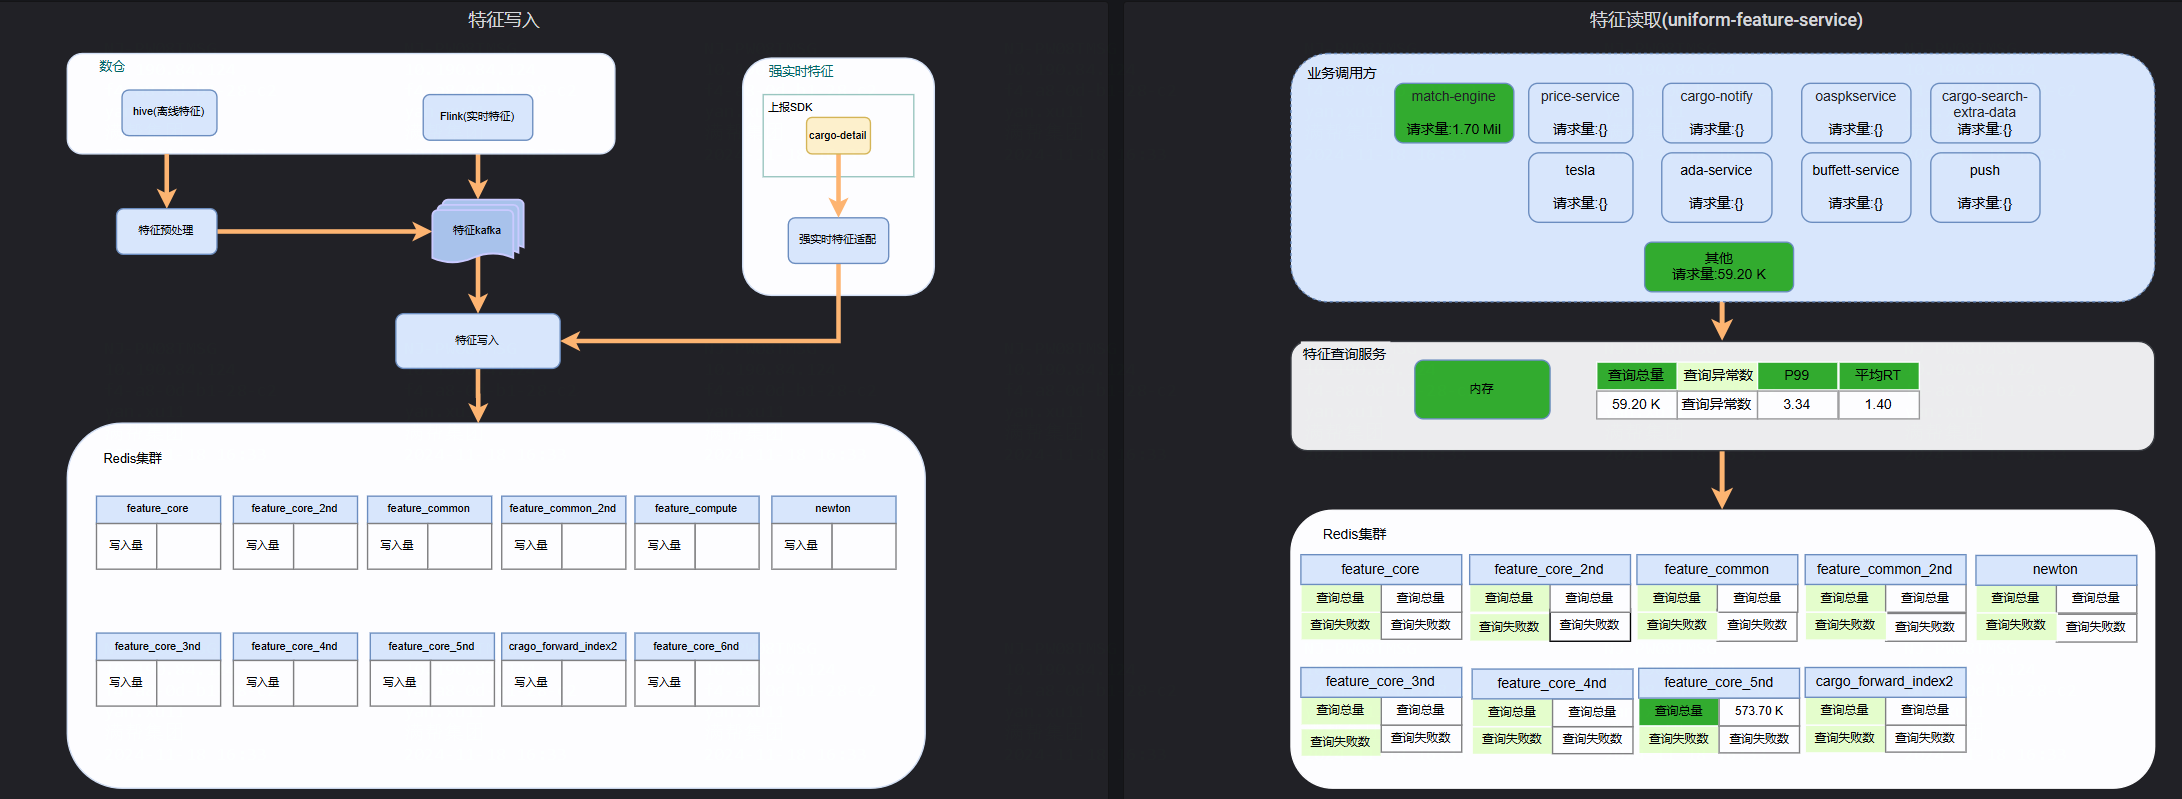 特征写入
数仓
hive(离线特征)
Flink(实时特征)
强实时特征
上报SDK
cargo-detail
特征预处理
特征kafka
强实时特征适配
特征写入
Redis集群
feature_core
写入量
feature_core_2nd
写入量
feature_common
写入量
feature_common_2nd
写入量
feature_compute
写入量
newton
写入量
feature_core_3nd
写入量
feature_core_4nd
写入量
feature_core_5nd
写入量
crago_forward_index2
写入量
feature_core_6nd
写入量
特征读取(uniform-feature-service)
业务调用方
match-engine
请求量:1.70 Mil
price-service
请求量:{}
cargo-notify
请求量:{}
oaspkservice
请求量:{}
cargo-search-
extra-data
请求量:{}
tesla
请求量:{}
ada-service
请求量:{}
buffett-service
请求量:{}
push
请求量:{}
其他
请求量:59.20 K
特征查询服务
内存
查询总量 查询异常数 P99 平均RT
59.20 K 查询异常数 3.34 1.40
Redis集群
feature_core
查询总量 查询总量
查询失败数 查询失败数
feature_core_2nd
查询总量 查询总量
查询失败数 查询失败数
feature_common
查询总量 查询总量
查询失败数 查询失败数
feature_common_2nd
查询总量 查询总量
查询失败数 查询失败数
newton
查询总量 查询总量
查询失败数 查询失败数
feature_core_3nd
查询总量 查询总量
查询失败数 查询失败数
feature_core_4nd
查询总量 查询总量
查询失败数 查询失败数
feature_core_5nd
查询总量 573.70 K
查询失败数 查询失败数
cargo_forward_index2
查询总量 查询总量
查询失败数 查询失败数